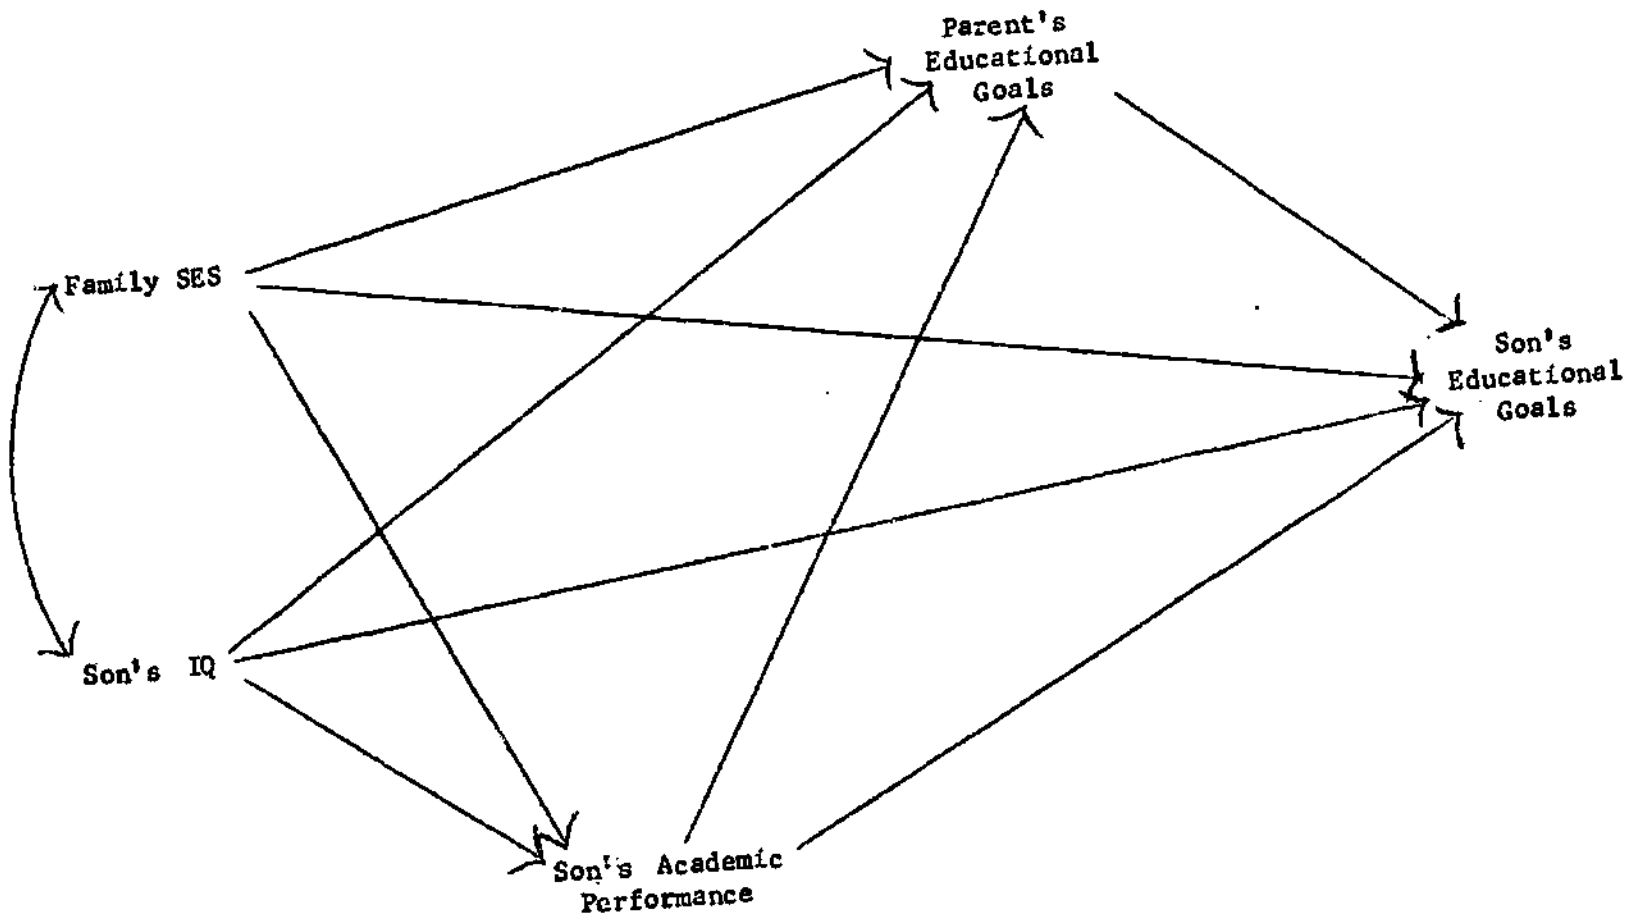 Parent's
Educational
Goals
Family SES
Son's
Educational
Goals
Son's IQ
Son's Academic
Performance